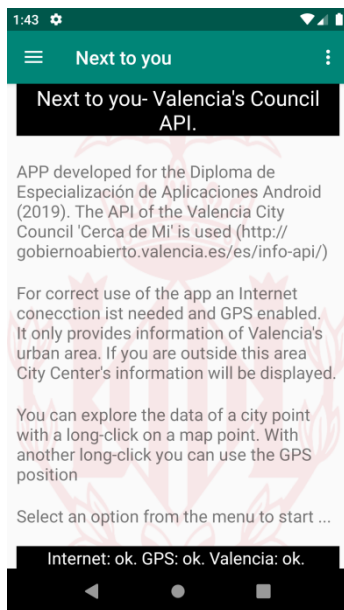 1:43
Next to you
Next to you- Valencia's Council
API.
APP developed for the Diploma de
Especialización de Aplicaciones Android
(2019). The API of the Valencia City
Council 'Cerca de Mi' is used (http://
gobiernoabierto.valencia.es/es/info-api/)
For correct use of the app an Internet
conecction ist needed and GPS enabled.
It only provides information of Valencia's
urban area. If you are outside this area
City Center's information will be displayed.
You can explore the data of a city point
with a long-click on a map point. With
another long-click you can use the GPS
position
Select an option from the menu to start ...
Internet: ok. GPS: ok. Valencia: ok.